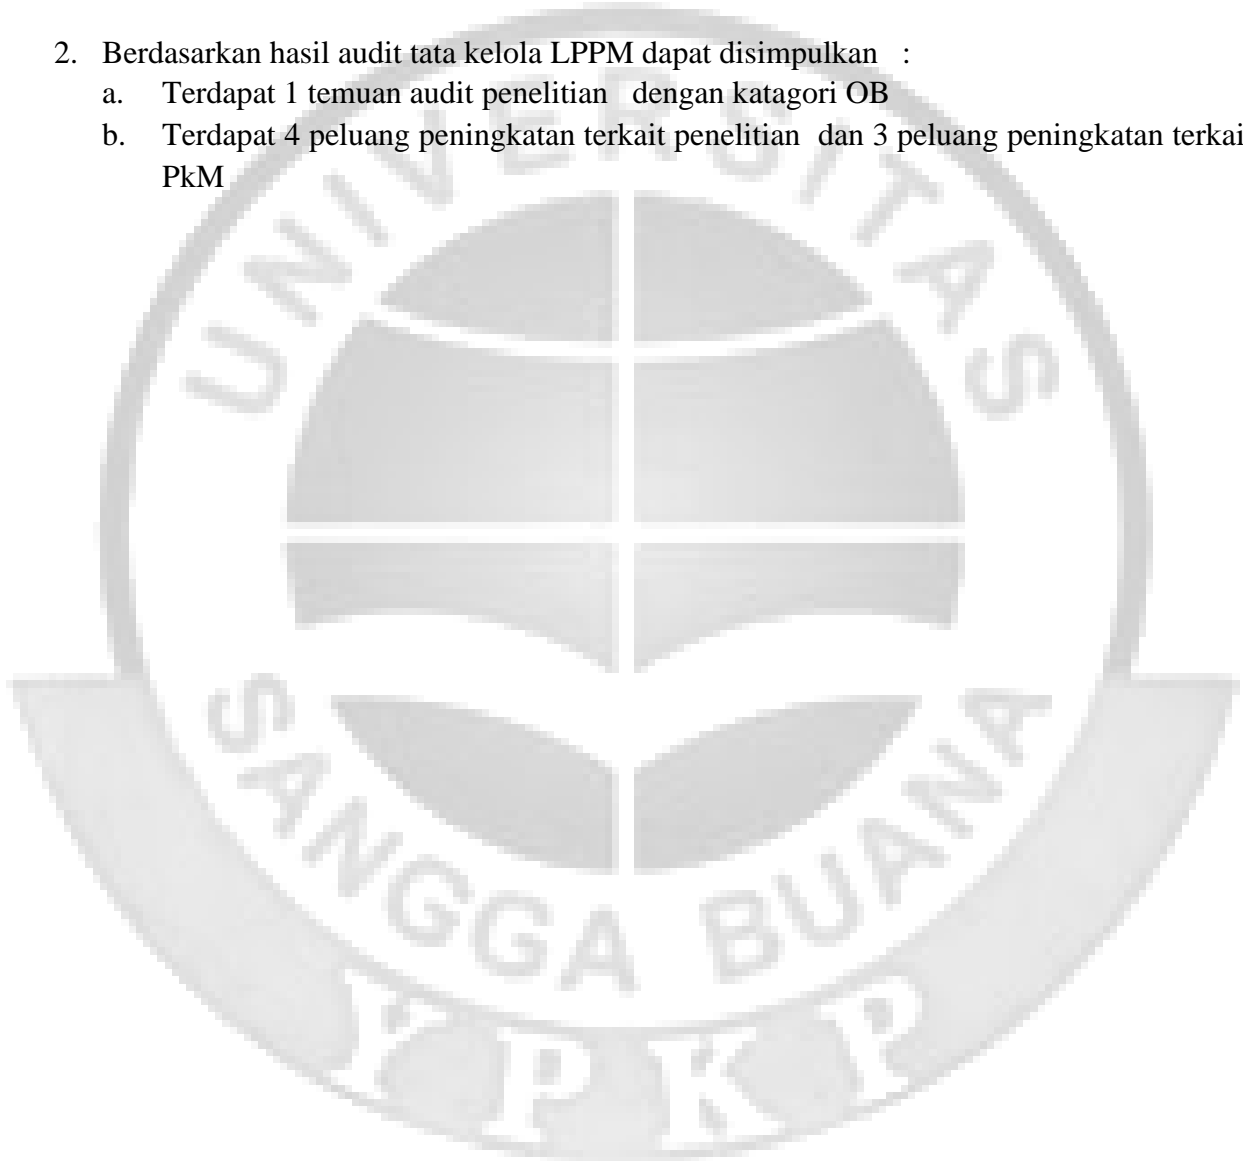 2. Berdasarkan hasil audit tata kelola LPPM dapat disimpulkan :
a. Terdapat 1 temuan audit penelitian dengan katagori OB
b. Terdapat 4 peluang peningkatan terkait penelitian dan 3 peluang peningkatan terkai
PkM
UNIVERSITAS
SANGGA BUANA
YPKP